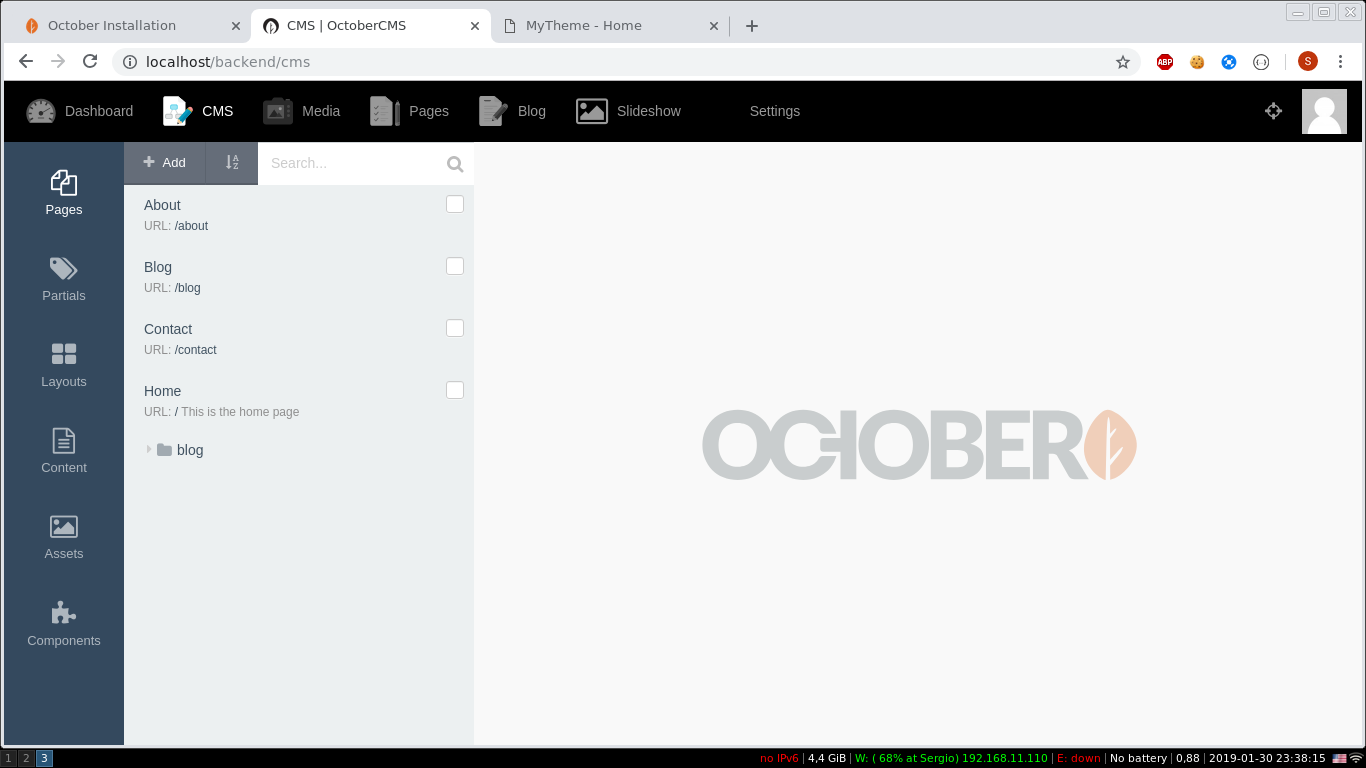 October Installation
CMS | OctoberCMS
MyTheme - Home
localhost/backend/cms
ABP
S
Dashboard
CMS
Media
Pages
Blog
Slideshow
Settings
Pages
Partials
Layouts
Content
Assets
Components
Add
Search...
About
URL: /about
Blog
URL: /blog
Contact
URL: /contact
Home
URL: / This is the home page
blog
OCTOBER
1 2 3
no IPv6 | 4,4 GiB | W: ( 68% at Sergio) 192.168.11.110 | E: down | No battery | 0,88 | 2019-01-30 23:38:15